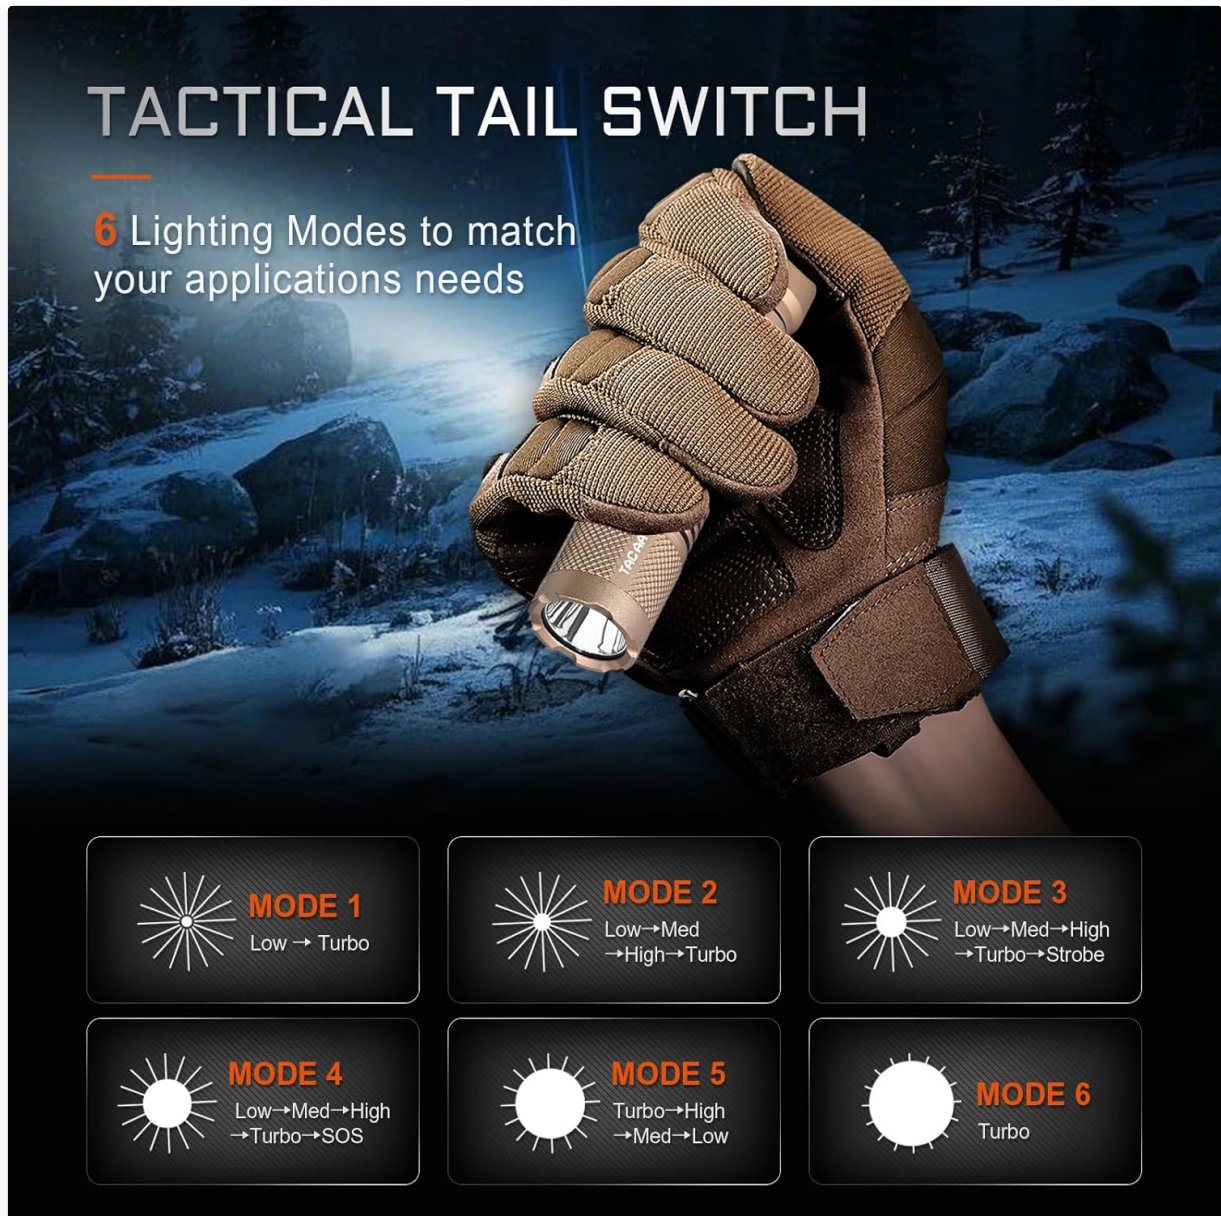 TACTICAL TAIL SWITCH
6 Lighting Modes to match
your applications needs
TACAA
MODE 1
Low → Turbo
MODE 2
Low→Med
→High→Turbo
MODE 3
Low→Med→High
→Turbo→Strobe
MODE 4
Low→Med→High
→Turbo→SOS
MODE 5
Turbo→High
→Med→Low
MODE 6
Turbo